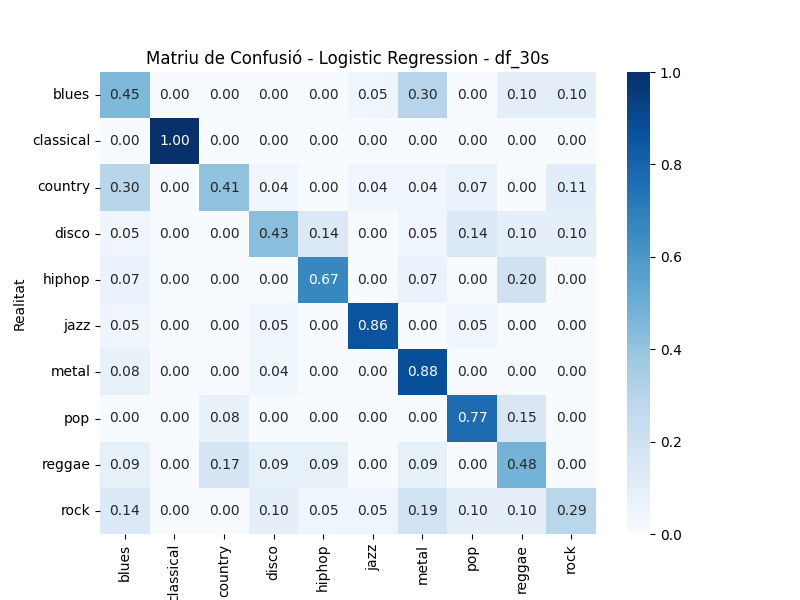 Matriu de Confusió - Logistic Regression - df_30s
blues 0.45 0.00 0.00 0.00 0.00 0.05 0.30 0.00 0.10 0.10
classical 0.00 1.00 0.00 0.00 0.00 0.00 0.00 0.00 0.00 0.00
country 0.30 0.00 0.41 0.04 0.00 0.04 0.04 0.07 0.00 0.11
disco 0.05 0.00 0.00 0.43 0.14 0.00 0.05 0.14 0.10 0.10
hiphop 0.07 0.00 0.00 0.00 0.67 0.00 0.07 0.00 0.20 0.00
jazz 0.05 0.00 0.00 0.05 0.00 0.86 0.00 0.05 0.00 0.00
metal 0.08 0.00 0.00 0.04 0.00 0.00 0.88 0.00 0.00 0.00
pop 0.00 0.00 0.08 0.00 0.00 0.00 0.00 0.77 0.15 0.00
reggae 0.09 0.00 0.17 0.09 0.09 0.00 0.09 0.00 0.48 0.00
rock 0.14 0.00 0.00 0.10 0.05 0.05 0.19 0.10 0.10 0.29
blues classical country disco hiphop jazz metal pop reggae rock
Realitat
1.0
0.8
0.6
0.4
0.2
0.0